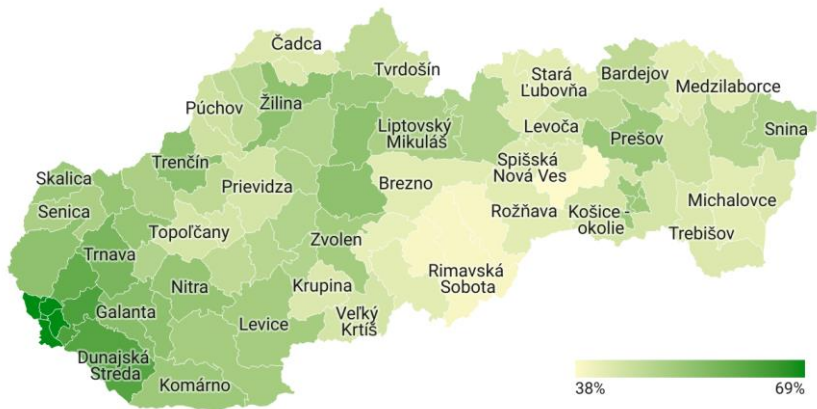 Čadca
Tvrdošín
Stará
Ľubovňa
Bardejov
Medzilaborce
Púchov
Žilina
Liptovský
Mikuláš
Levoča
Prešov
Snina
Trenčín
Spišská
Nová Ves
Skalica
Prievidza
Brezno
Michalovce
Senica
Rožňava
Košice -
okolie
Topoľčany
Zvolen
Trebišov
Trnava
Rimavská
Sobota
Nitra
Krupina
Galanta
Veľký
Krtíš
Levice
Dunajská
Streda
Komárno
38%
69%